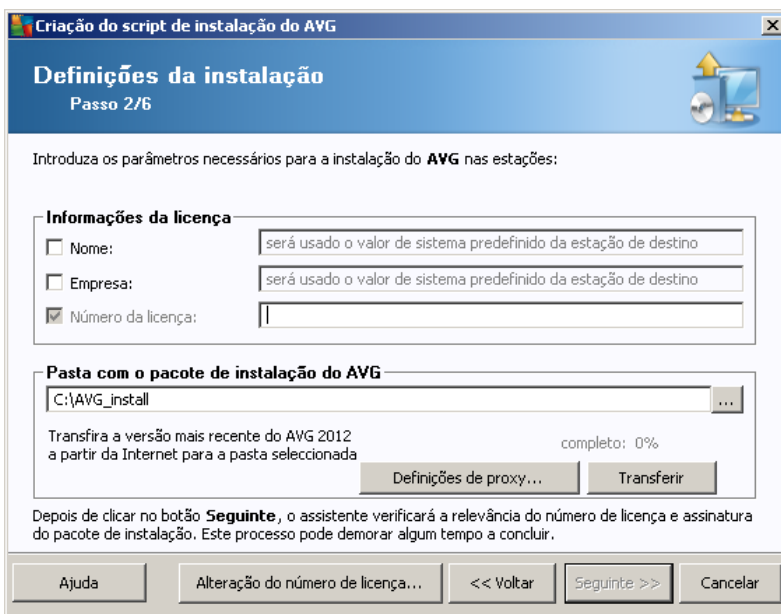 Criação do script de instalação do AVG
Definições da instalação
Passo 2/6
Introduza os parâmetros necessários para a instalação do AVG nas estações:
Informações da licença
Nome:
será usado o valor de sistema predefinido da estação de destino
Empresa:
será usado o valor de sistema predefinido da estação de destino
Número da licença:
Pasta com o pacote de instalação do AVG
C:\AVG_install
...
Transfira a versão mais recente do AVG 2012
a partir da Internet para a pasta seleccionada
completo: 0%
Definições de proxy...
Transferir
Depois de clicar no botão Seguinte, o assistente verificará a relevância do número de licença e assinatura
do pacote de instalação. Este processo pode demorar algum tempo a concluir.
Ajuda
Alteração do número de licença...
<< Voltar
Seguinte >>
Cancelar